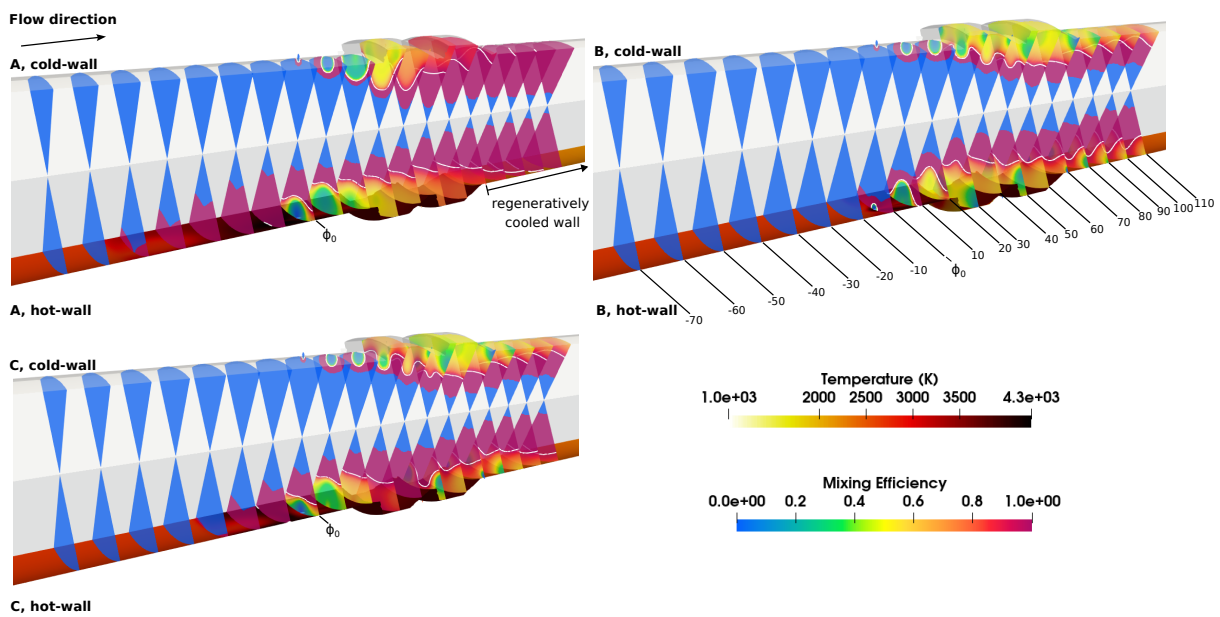 Flow direction
A, cold-wall
B, cold-wall
regeneratively
cooled wall
ϕ₀
110
100
90
80
70
60
50
40
30
20
10
ϕ₀
-10
-20
-30
-40
-50
-60
-70
A, hot-wall
B, hot-wall
C, cold-wall
Temperature (K)
1.0e+03 2000 2500 3000 3500 4.3e+03
Mixing Efficiency
0.0e+00 0.2 0.4 0.6 0.8 1.0e+00
ϕ₀
C, hot-wall